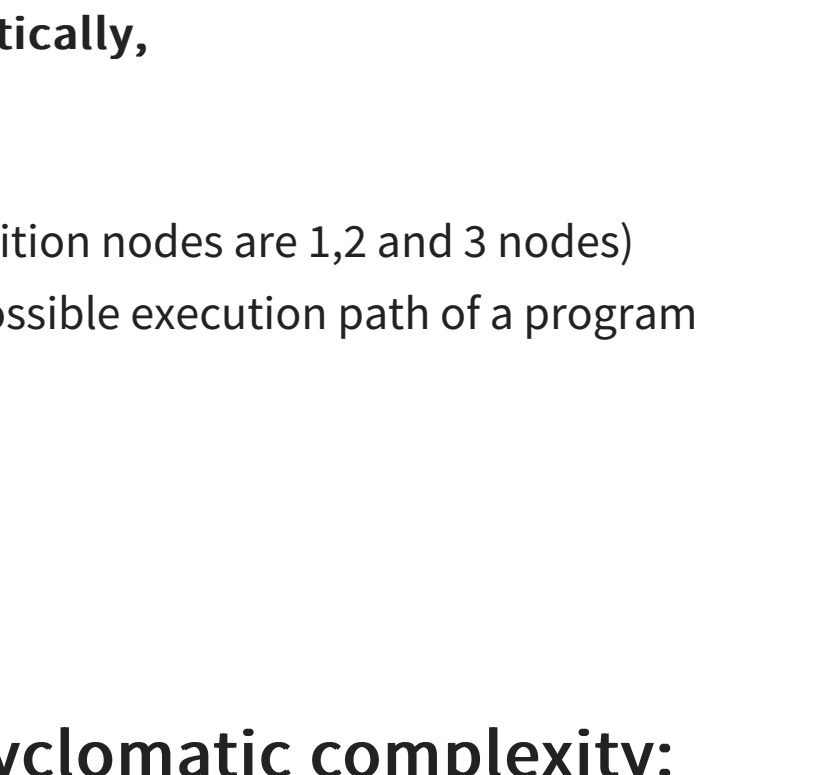 tically,
ition nodes are 1,2 and 3 nodes)
ossible execution path of a program
yclomatic complexity: